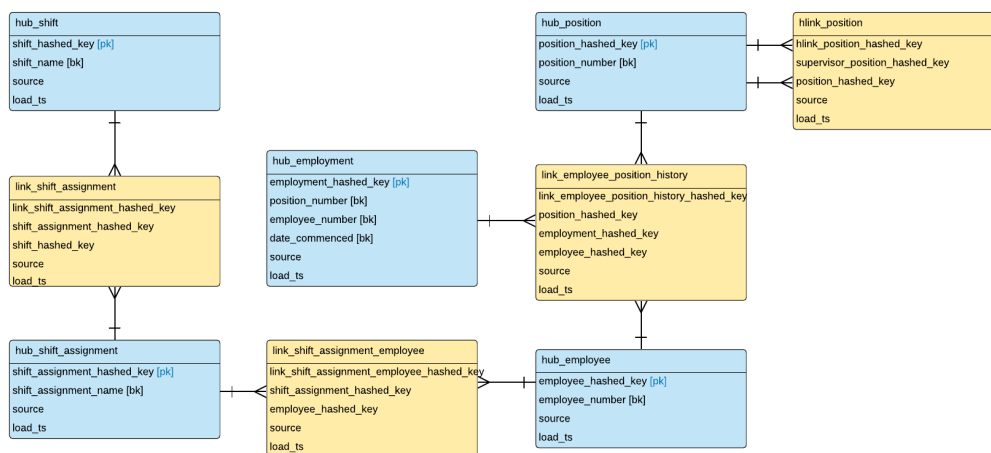 hub_shift
shift_hashed_key [pk]
shift_name [bk]
source
load_ts
hub_position
position_hashed_key [pk]
position_number [bk]
source
load_ts
hlink_position
hlink_position_hashed_key
supervisor_position_hashed_key
position_hashed_key
source
load_ts
link_shift_assignment
link_shift_assignment_hashed_key
shift_assignment_hashed_key
shift_hashed_key
source
load_ts
hub_employment
employment_hashed_key [pk]
position_number [bk]
employee_number [bk]
date_commenced [bk]
source
load_ts
link_employee_position_history
link_employee_position_history_hashed_key
position_hashed_key
employment_hashed_key
employee_hashed_key
source
load_ts
hub_shift_assignment
shift_assignment_hashed_key [pk]
shift_assignment_name [bk]
source
load_ts
link_shift_assignment_employee
link_shift_assignment_employee_hashed_key
shift_assignment_hashed_key
employee_hashed_key
source
load_ts
hub_employee
employee_hashed_key [pk]
employee_number [bk]
source
load_ts